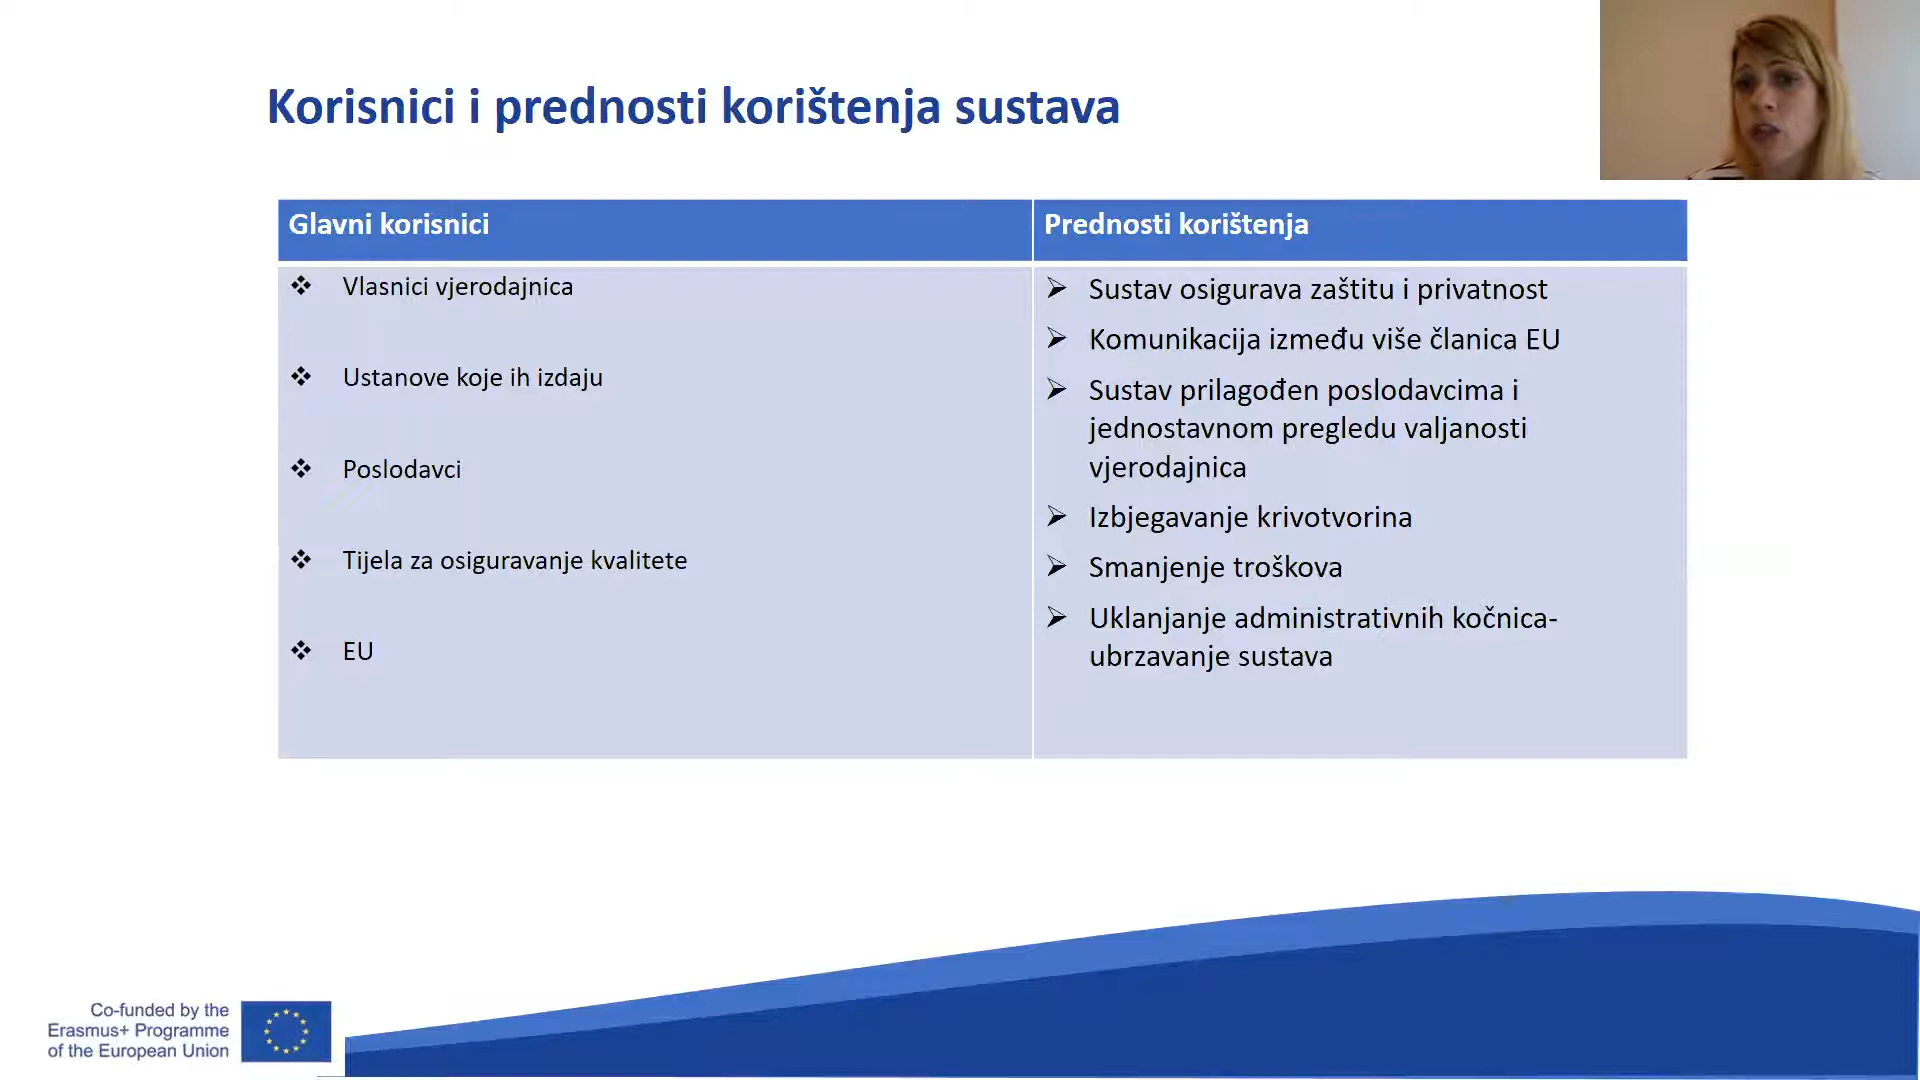 Korisnici i prednosti korištenja sustava
Glavni korisnici
Vlasnici vjerodajnica
Ustanove koje ih izdaju
Poslodavci
Tijela za osiguravanje kvalitete
EU
Prednosti korištenja
Sustav osigurava zaštitu i privatnost
Komunikacija između više članica EU
Sustav prilagođen poslodavcima i
jednostavnom pregledu valjanosti
vjerodajnica
Izbjegavanje krivotvorina
Smanjenje troškova
Uklanjanje administrativnih kočnica-
ubrzavanje sustava
Co-funded by the
Erasmus+ Programme
of the European Union